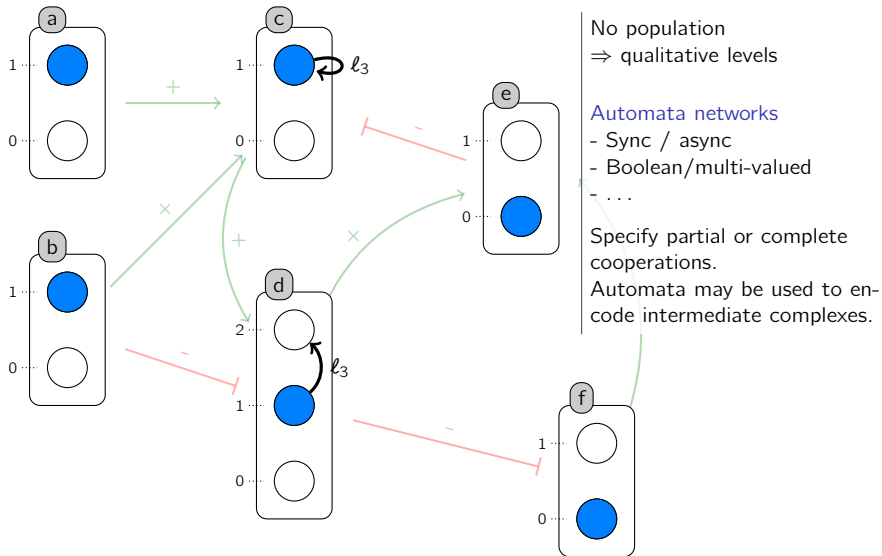 a
1
0
+
c
1
ℓ3
0
-
e
1
0
×
b
1
0
+
×
-
d
2
ℓ3
1
0
-
f
1
0
No population
⇒ qualitative levels
Automata networks
- Sync / async
- Boolean/multi-valued
- . . .
Specify partial or complete
cooperations.
Automata may be used to en-
code intermediate complexes.